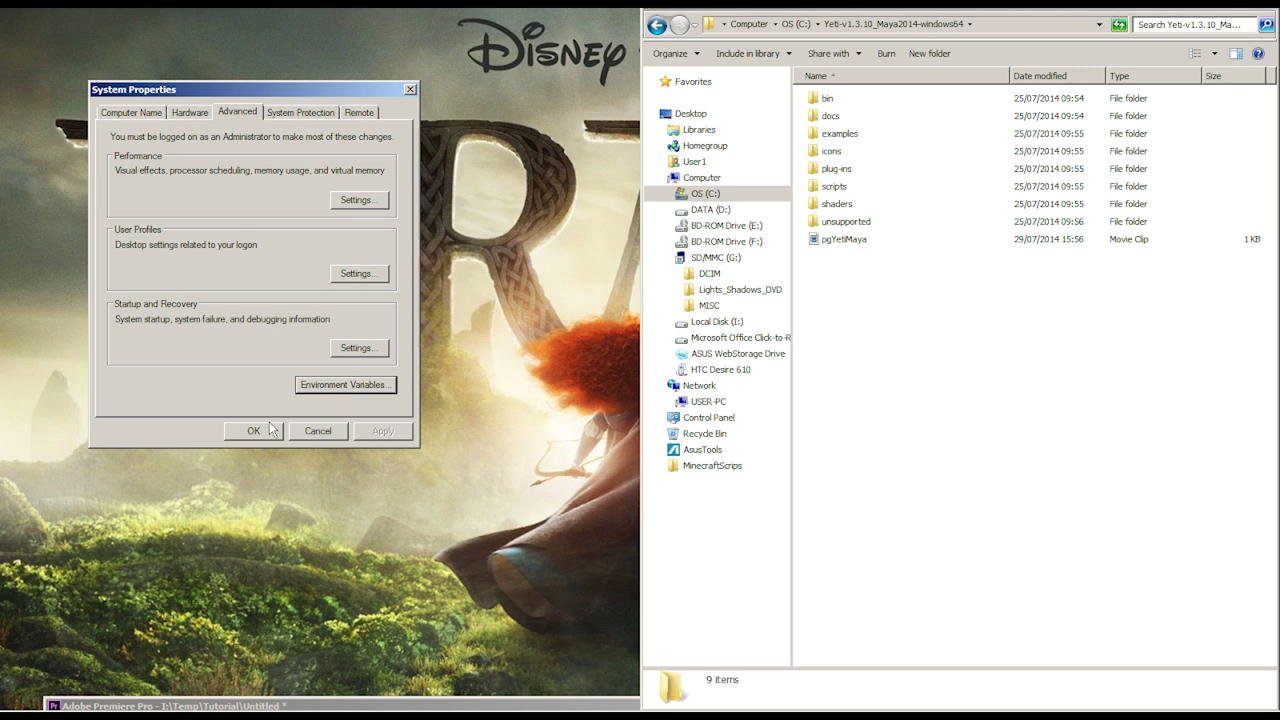 DISNEY
System Properties
Computer Name
Hardware
Advanced
System Protection
Remote
You must be logged on as an Administrator to make most of these changes.
Performance
Visual effects, processor scheduling, memory usage, and virtual memory
Settings...
User Profiles
Desktop settings related to your logon
Settings...
Startup and Recovery
System startup, system failure, and debugging information
Settings...
Environment Variables...
OK
Cancel
Apply
Adobe Premiere Pro - I:\Temp\Tutorial\Untitled *
Computer
OS (C:)
Yeti-v1.3.10_Maya2014-windows64
Search Yeti-v1.3.10_Ma...
Organize
Include in library
Share with
Burn
New folder
Favorites
Desktop
Libraries
Homegroup
User1
Computer
OS (C:)
DATA (D:)
BD-ROM Drive (E:)
BD-ROM Drive (F:)
SD/MMC (G:)
DCIM
Lights_Shadows_DVD
MISC
Local Disk (I:)
Microsoft Office Click-to-R
ASUS WebStorage Drive
HTC Desire 610
Network
USER-PC
Control Panel
Recycle Bin
AsusTools
MinecraftScrips
Name Date modified Type Size
bin 25/07/2014 09:54 File folder
docs 25/07/2014 09:54 File folder
examples 25/07/2014 09:55 File folder
icons 25/07/2014 09:55 File folder
plug-ins 25/07/2014 09:55 File folder
scripts 25/07/2014 09:55 File folder
shaders 25/07/2014 09:55 File folder
unsupported 25/07/2014 09:56 File folder
pgYetiMaya 29/07/2014 15:56 Movie Clip 1 KB
9 items